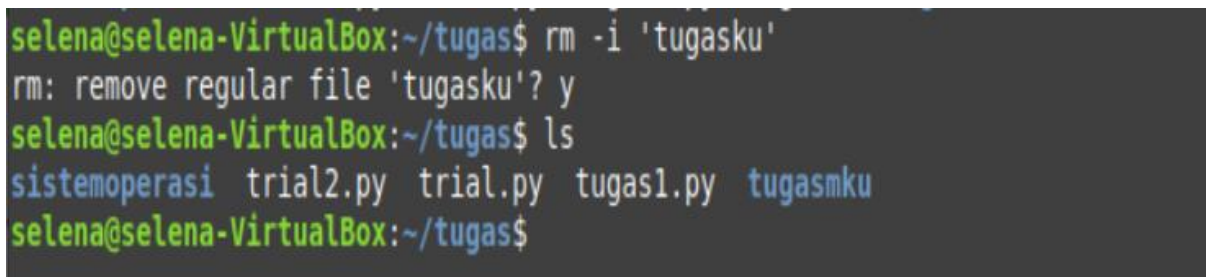 selena@selena-VirtualBox:~/tugas$ rm -i 'tugasku'
rm: remove regular file 'tugasku'? y
selena@selena-VirtualBox:~/tugas$ ls
sistemoperasi trial2.py trial.py tugas1.py tugasmku
selena@selena-VirtualBox:~/tugas$